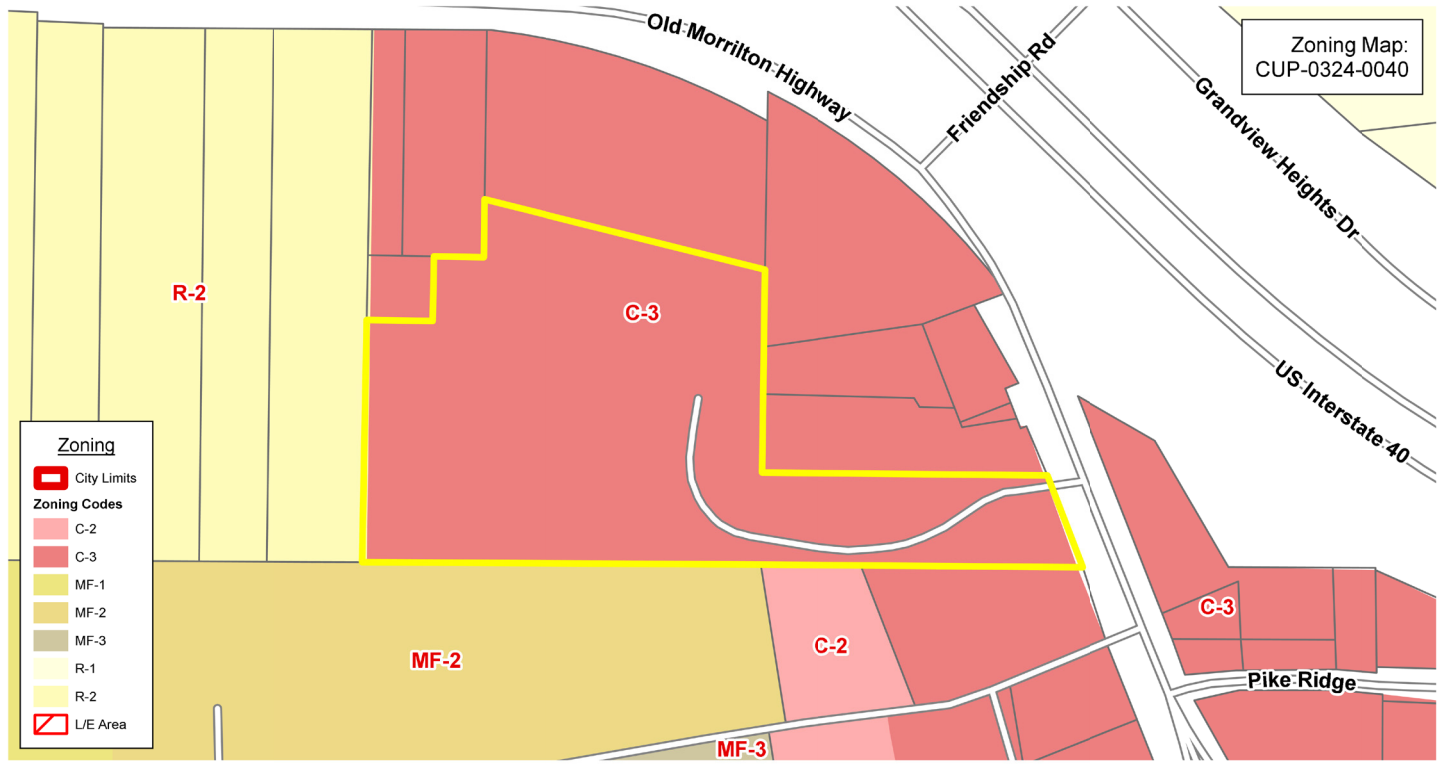 Old Morrilton Highway
Friendship Rd
Zoning Map:
CUP-0324-0040
Grandview Heights Dr
R-2
C-3
US Interstate 40
Zoning
City Limits
Zoning Codes
C-2
C-3
MF-1
MF-2
MF-3
R-1
R-2
L/E Area
C-3
C-2
MF-2
Pike Ridge
MF-3